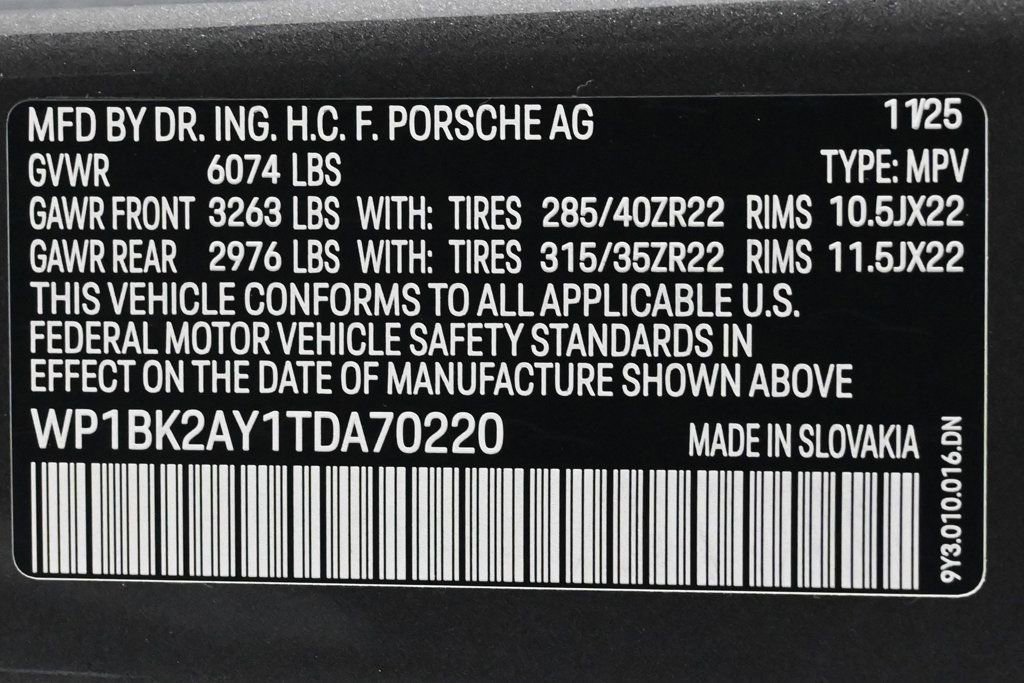 MFD BY DR. ING. H.C. F. PORSCHE AG 11/25
GVWR 6074 LBS TYPE: MPV
GAWR FRONT 3263 LBS WITH: TIRES 285/40ZR22 RIMS 10.5JX22
GAWR REAR 2976 LBS WITH: TIRES 315/35ZR22 RIMS 11.5JX22
THIS VEHICLE CONFORMS TO ALL APPLICABLE U.S.
FEDERAL MOTOR VEHICLE SAFETY STANDARDS IN
EFFECT ON THE DATE OF MANUFACTURE SHOWN ABOVE
WP1BK2AY1TDA70220 MADE IN SLOVAKIA
9Y3.010.016.DN